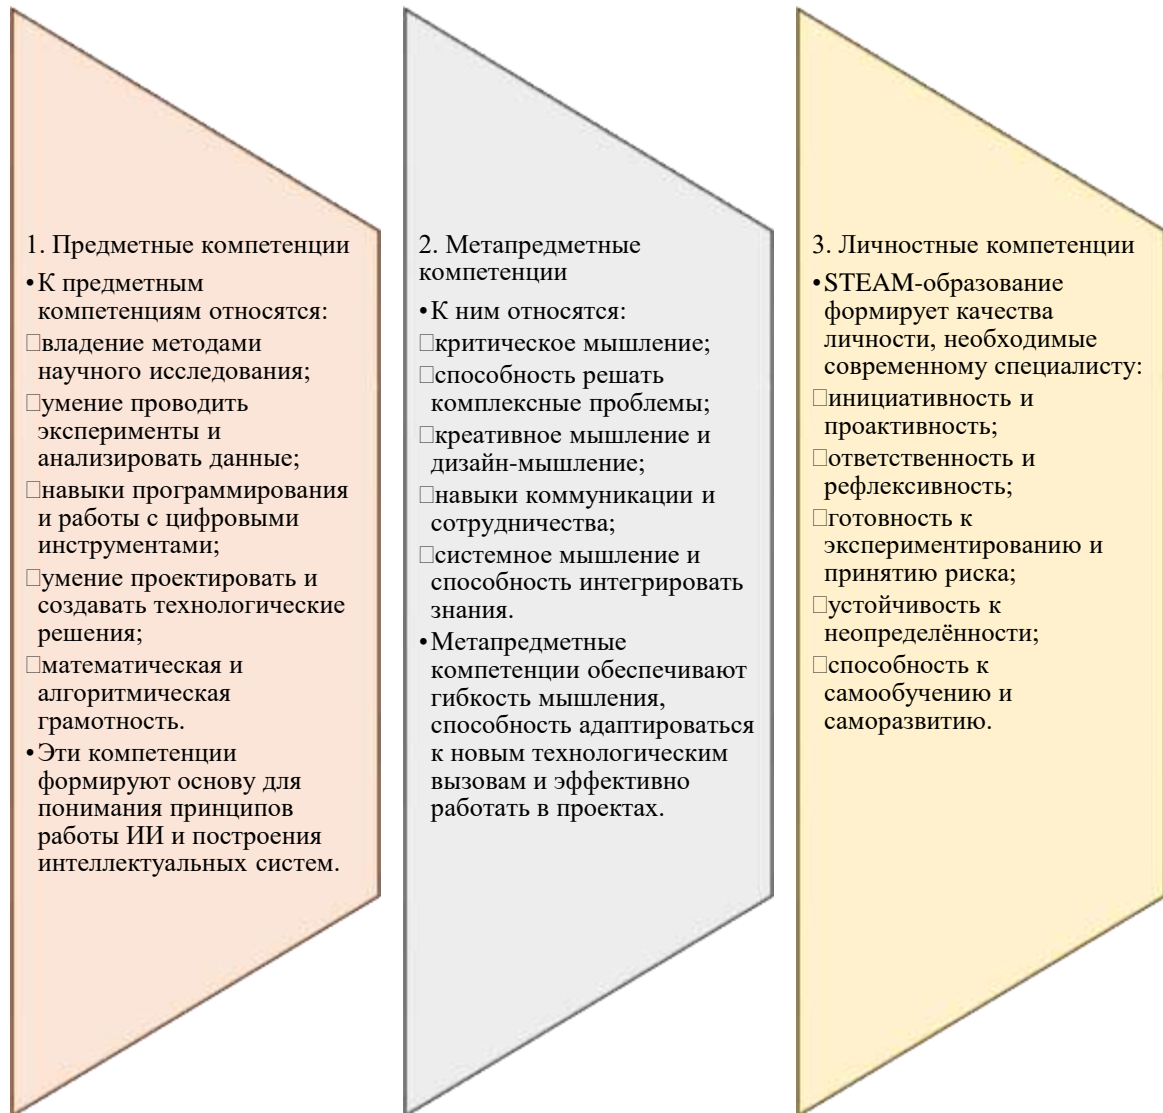 1. Предметные компетенции
•К предметным
компетенциям относятся:
□владение методами
научного исследования;
□умение проводить
эксперименты и
анализировать данные;
□навыки программирования
и работы с цифровыми
инструментами;
□умение проектировать и
создавать технологические
решения;
□математическая и
алгоритмическая
грамотность.
•Эти компетенции
формируют основу для
понимания принципов
работы ИИ и построения
интеллектуальных систем.
2. Метапредметные
компетенции
•К ним относятся:
□критическое мышление;
□способность решать
комплексные проблемы;
□креативное мышление и
дизайн-мышление;
□навыки коммуникации и
сотрудничества;
□системное мышление и
способность интегрировать
знания.
•Метапредметные
компетенции обеспечивают
гибкость мышления,
способность адаптироваться
к новым технологическим
вызовам и эффективно
работать в проектах.
3. Личностные компетенции
•STEAM-образование
формирует качества
личности, необходимые
современному специалисту:
□инициативность и
проактивность;
□ответственность и
рефлексивность;
□готовность к
экспериментированию и
принятию риска;
□устойчивость к
неопределённости;
□способность к
самообучению и
саморазвитию.